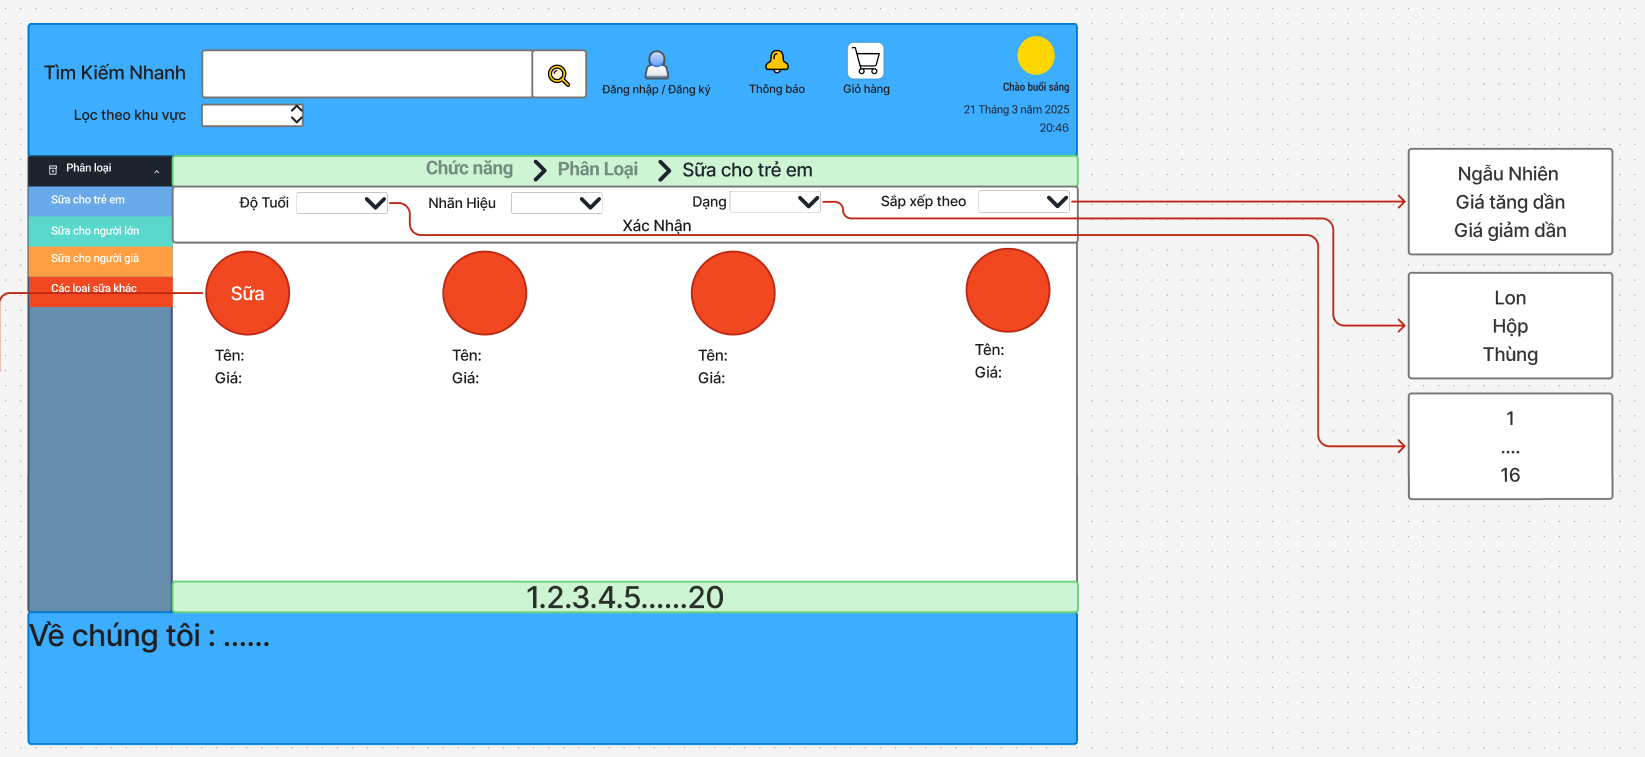 Tìm Kiếm Nhanh
Lọc theo khu vực
Đăng nhập / Đăng ký
Thông báo
Giỏ hàng
Chào buổi sáng
21 Tháng 3 năm 2025
20:46
Phân loại
Sữa cho trẻ em
Sữa cho người lớn
Sữa cho người già
Các loại sữa khác
Chức năng
Phân Loại
Sữa cho trẻ em
Độ Tuổi
Nhãn Hiệu
Dạng
Sắp xếp theo
Xác Nhận
Sữa
Tên:
Giá:
Tên:
Giá:
Tên:
Giá:
Tên:
Giá:
1.2.3.4.5......20
Về chúng tôi : ......
Ngẫu Nhiên
Giá tăng dần
Giá giảm dần
Lon
Hộp
Thùng
1
....
16